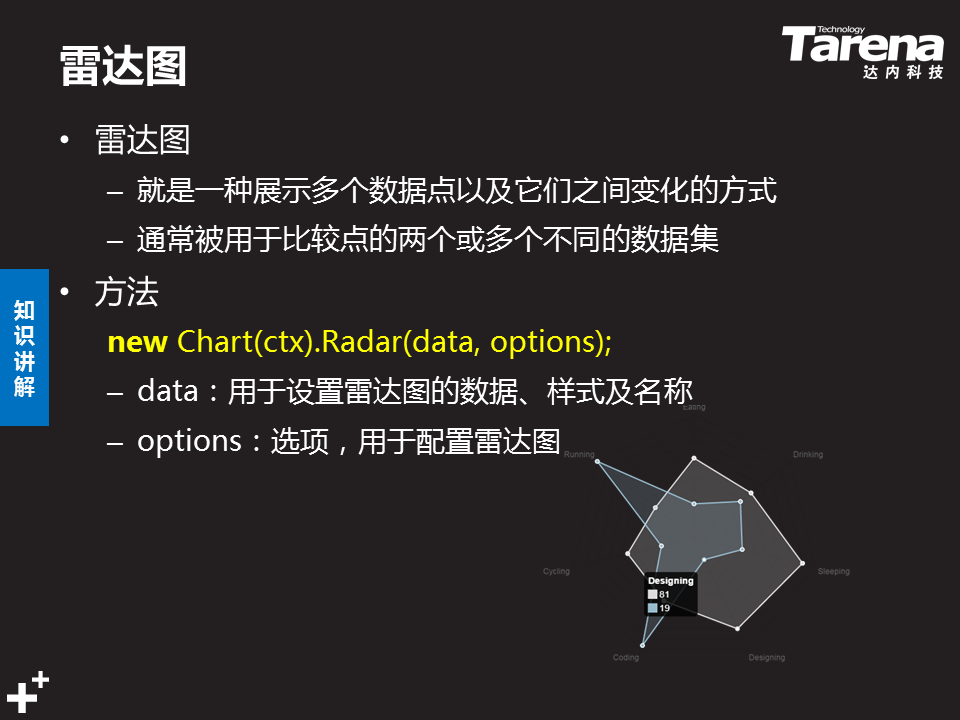 雷达图
Technology
Tarena
达内科技
• 雷达图
– 就是一种展示多个数据点以及它们之间变化的方式
– 通常被用于比较点的两个或多个不同的数据集
• 方法
new Chart(ctx).Radar(data, options);
– data：用于设置雷达图的数据、样式及名称
– options：选项，用于配置雷达图
知识讲解
Eating
Running
Drinking
Cycling
Sleeping
Designing
81
19
Coding
Designing